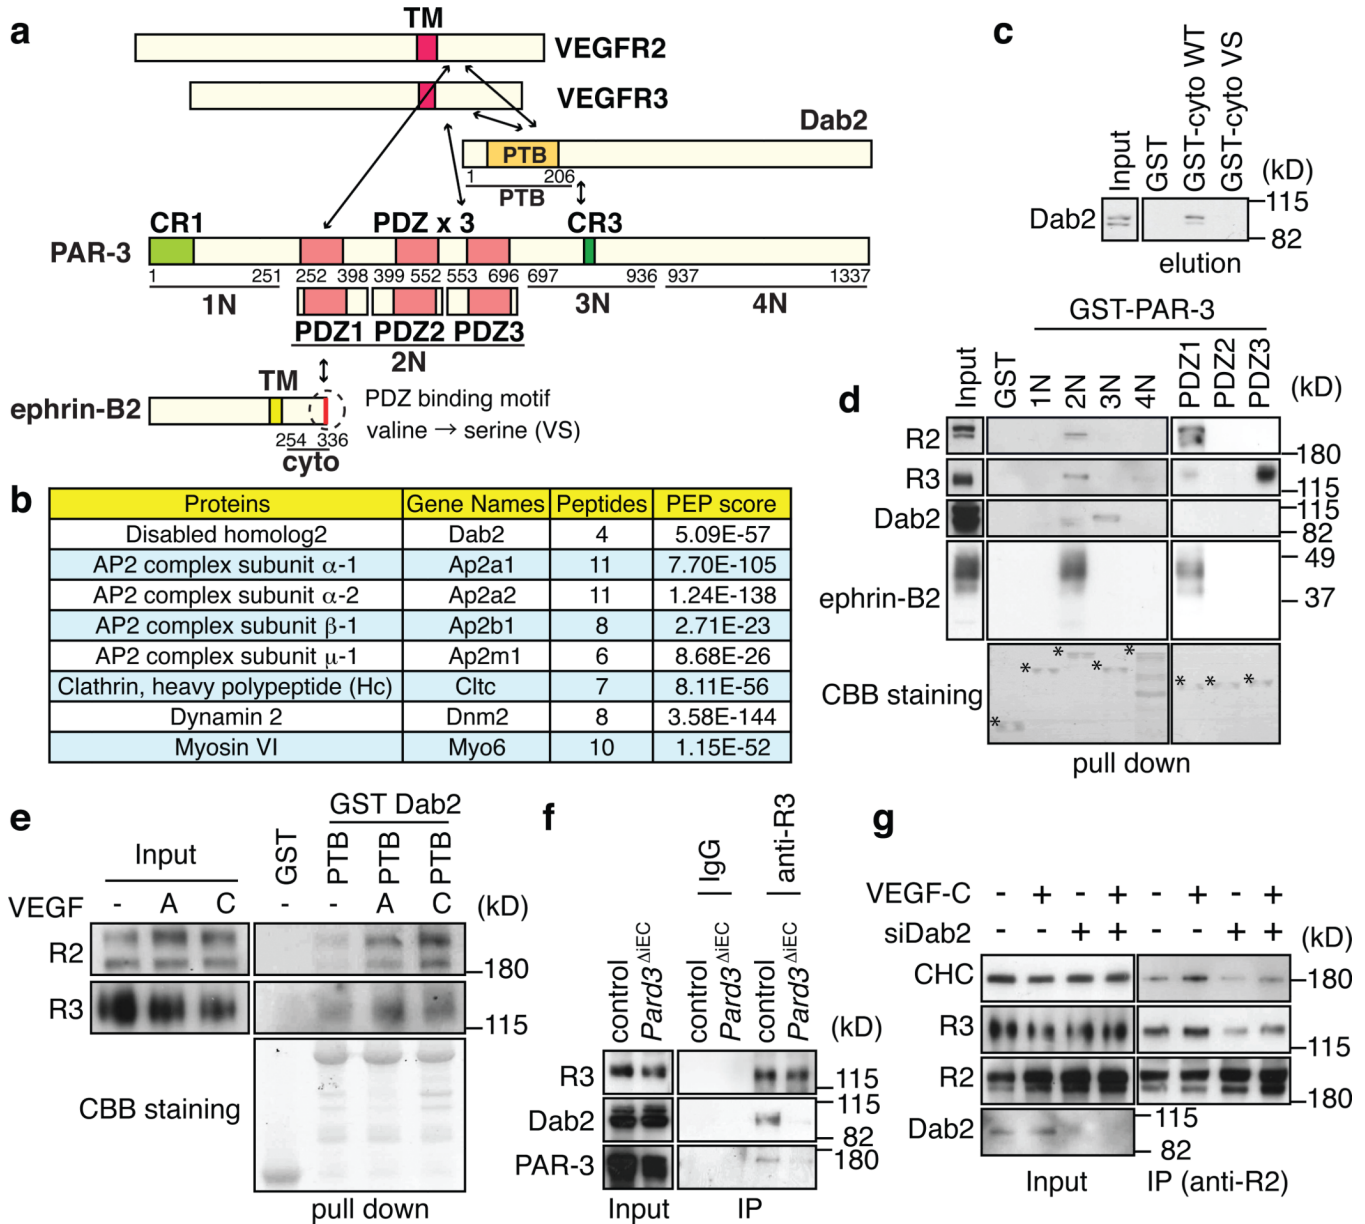 a
TM
VEGFR2
VEGFR3
Dab2
PTB
1 206
PTB
CR1 PDZ x 3 CR3
PAR-3
1 251 252 398 399 552 553 696 697 936 937 1337
1N 3N 4N
PDZ1 PDZ2 PDZ3
2N
TM
ephrin-B2
254 336
cyto
PDZ binding motif
valine → serine (VS)
b
Proteins Gene Names Peptides PEP score
Disabled homolog2 Dab2 4 5.09E-57
AP2 complex subunit α-1 Ap2a1 11 7.70E-105
AP2 complex subunit α-2 Ap2a2 11 1.24E-138
AP2 complex subunit β-1 Ap2b1 8 2.71E-23
AP2 complex subunit μ-1 Ap2m1 6 8.68E-26
Clathrin, heavy polypeptide (Hc) Cltc 7 8.11E-56
Dynamin 2 Dnm2 8 3.58E-144
Myosin VI Myo6 10 1.15E-52
c
Input GST GST-cyto WT GST-cyto VS (kD)
Dab2 115
82
elution
d
GST-PAR-3
Input GST 1N 2N 3N 4N PDZ1 PDZ2 PDZ3 (kD)
R2 180
R3 115
Dab2 115
82
ephrin-B2 49
37
CBB staining * * * * * * * *
pull down
e
GST Dab2
Input GST PTB PTB PTB
VEGF - A C - - A C (kD)
R2 180
R3 115
CBB staining
pull down
f
IgG anti-R3
control Pard3 ΔiEC control Pard3 ΔiEC control Pard3 ΔiEC (kD)
R3 115
Dab2 115
82
PAR-3 180
Input IP
g
VEGF-C - + - + - + - +
siDab2 - - + + - - + + (kD)
CHC 180
R3 115
R2 180
Dab2 115
82
Input IP (anti-R2)